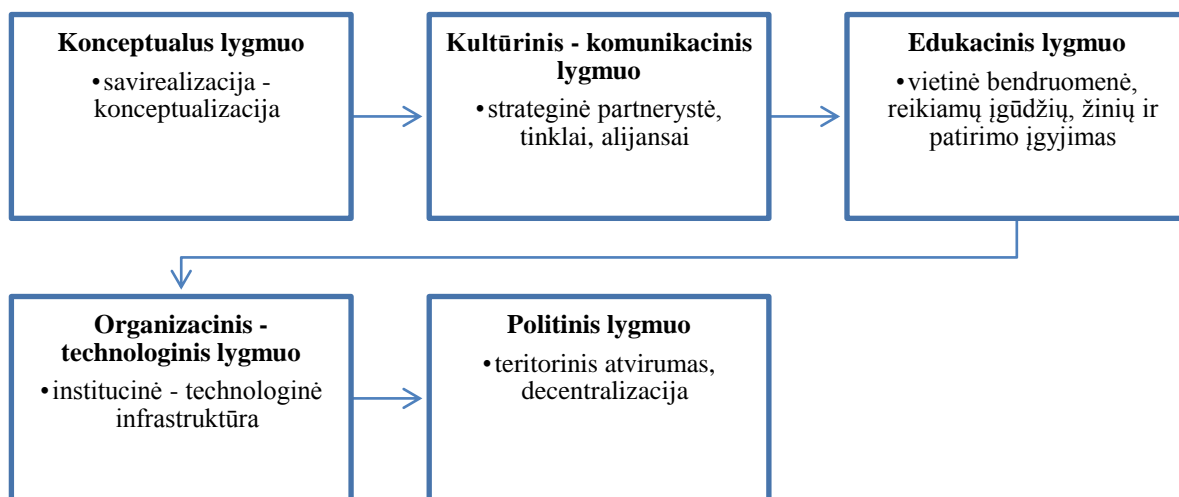 Konceptualus lygmuo
•savirealizacija -
konceptualizacija
Kultūrinis - komunikacinis
lygmuo
•strateginė partnerystė,
tinklai, alijansai
Edukacinis lygmuo
•vietinė bendruomenė,
reikiamų įgūdžių, žinių ir
patirimo įgyjimas
Organizacinis -
technologinis lygmuo
•institucinė - technologinė
infrastruktūra
Politinis lygmuo
•teritorinis atvirumas,
decentralizacija